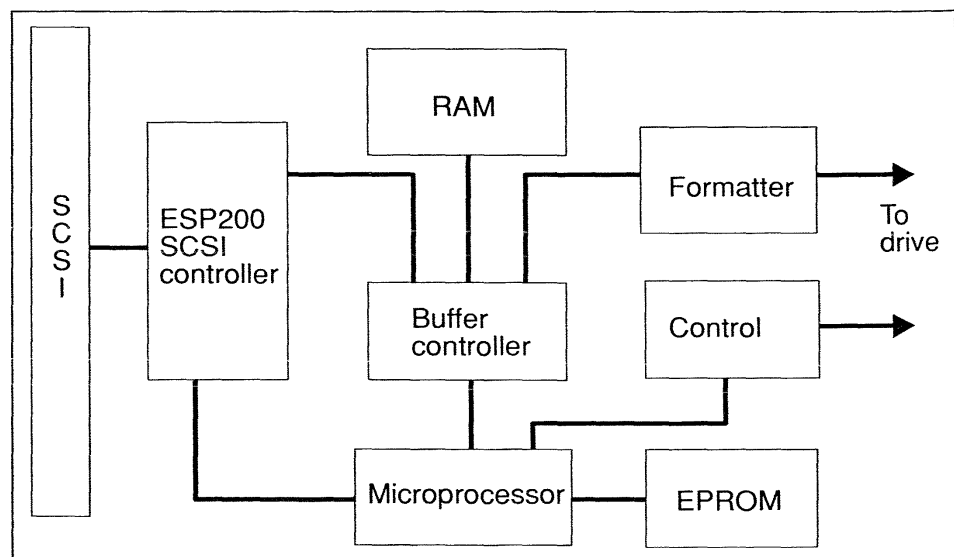 S
C
S
I
ESP200
SCSI
controller
RAM
Formatter
To
drive
Buffer
controller
Control
Microprocessor
EPROM